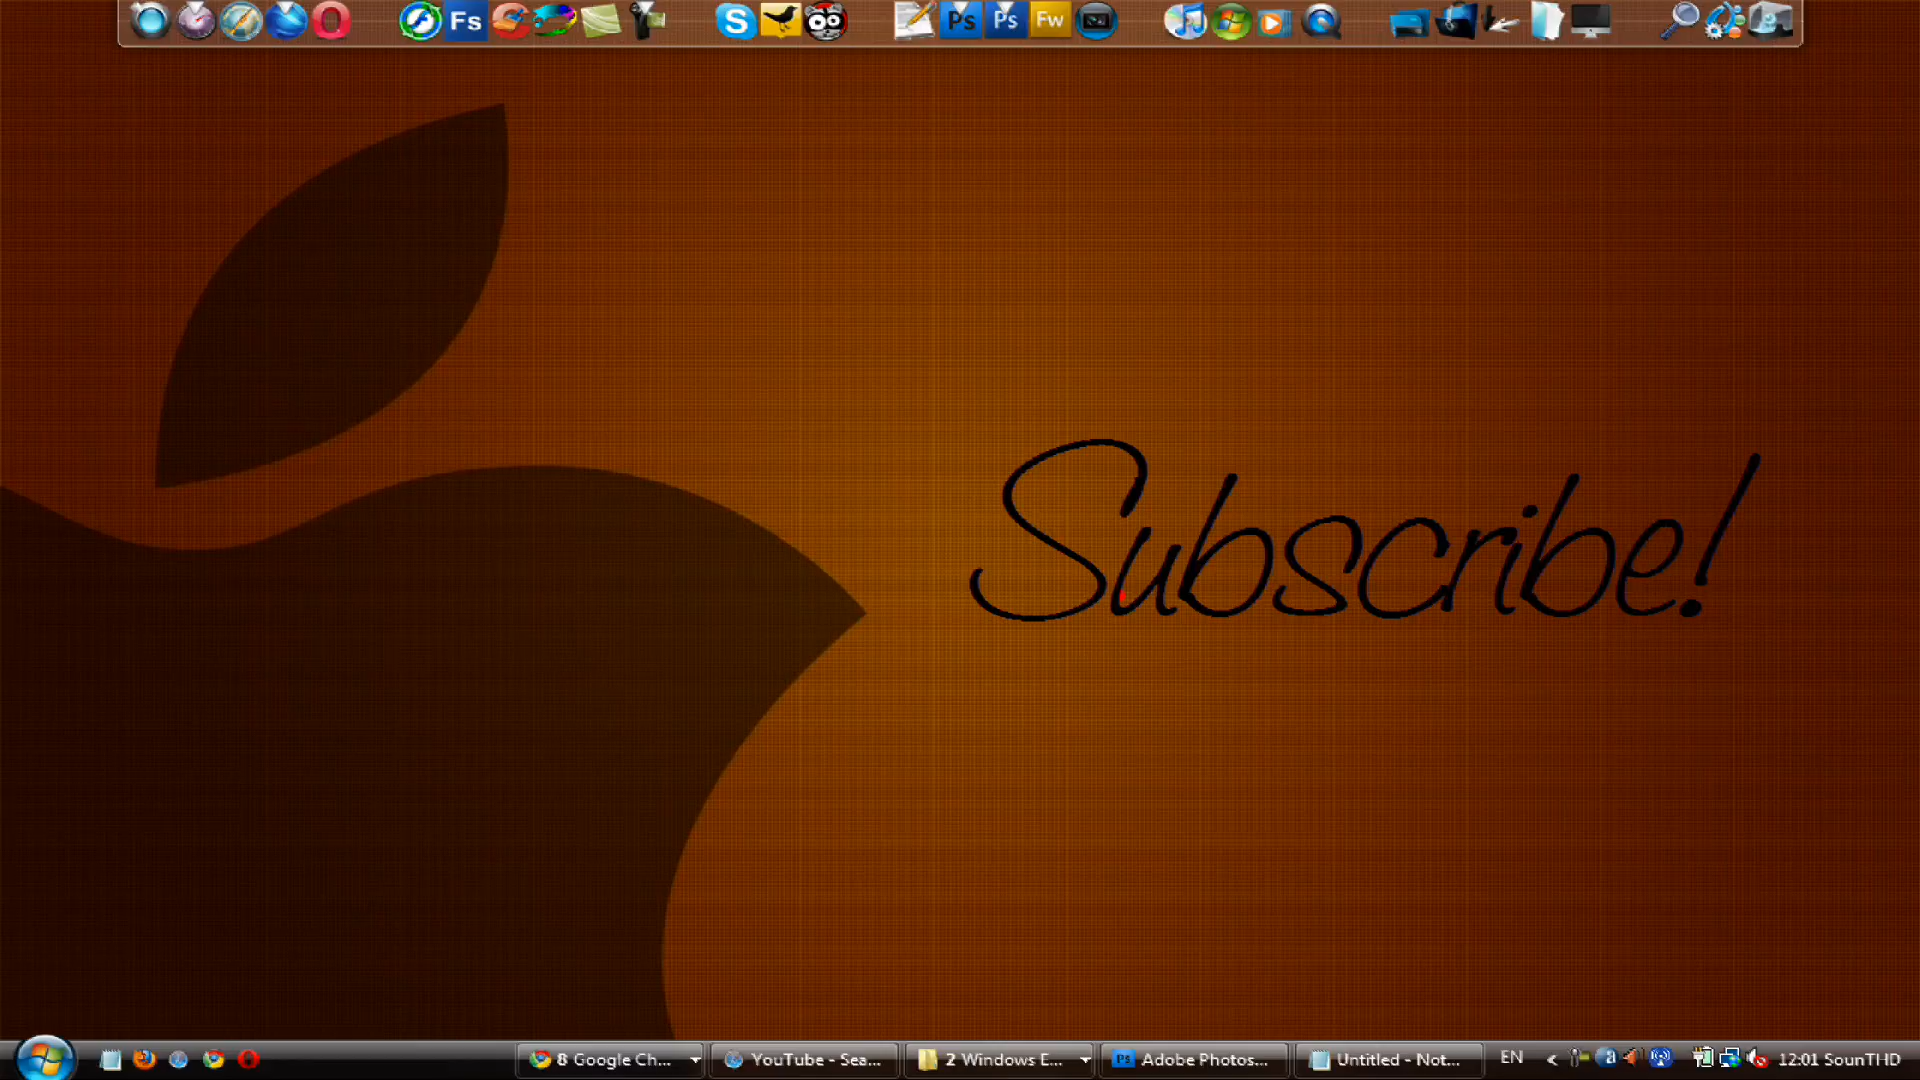 Fs Ps Ps Fw
Subscribe!
8 Google Ch... YouTube - Sea... 2 Windows E... Adobe Photos... Untitled - Not... EN 12:01 SounTHD